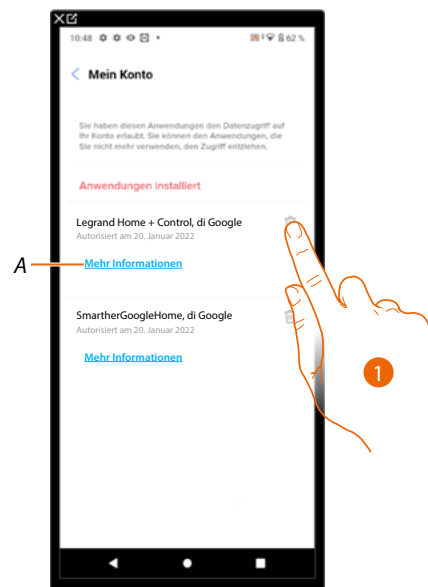 10:48
62 %
Mein Konto
Sie haben diesen Anwendungen den Datenzugriff auf
Ihr Konto erlaubt. Sie können den Anwendungen, die
Sie nicht mehr verwenden, den Zugriff entziehen.
Anwendungen installiert
Legrand Home + Control, di Google
Autorisiert am 20. Januar 2022
A
Mehr Informationen
SmartherGoogleHome, di Google
Autorisiert am 20. Januar 2022
Mehr Informationen
1